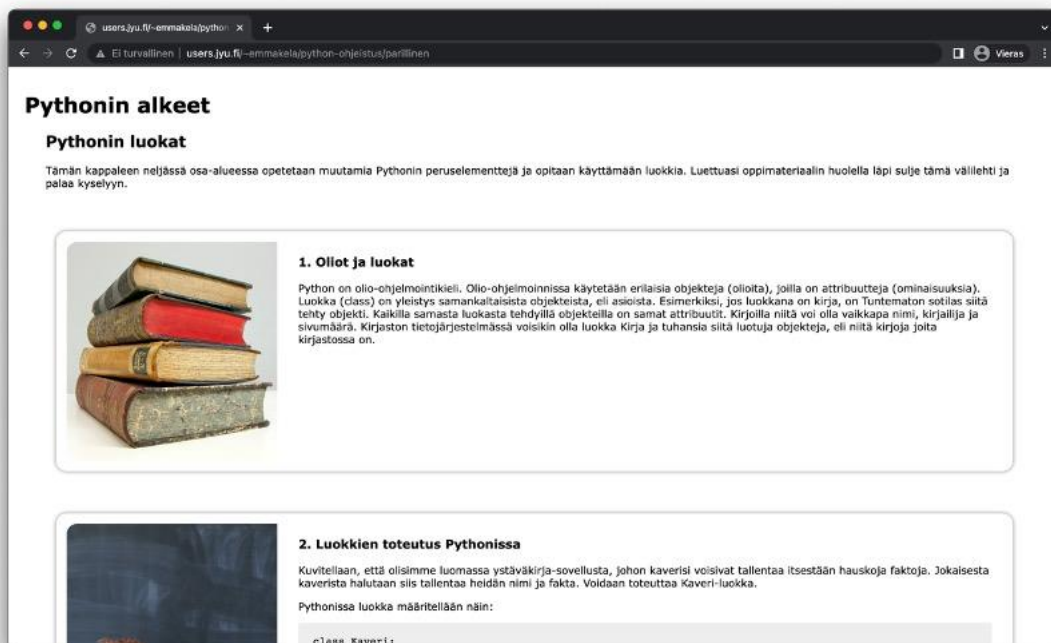 users.jyu.fi/~emmakela/python
Ei turvallinen | users.jyu.fi/~emmakela/python-ohjeistus/parillinen
Vieras
Pythonin alkeet
Pythonin luokat
Tämän kappaleen neljässä osa-alueessa opetetaan muutamia Pythonin peruselementtejä ja opitaan käyttämään luokkia. Luettuasi oppimateriaalin huolella läpi sulje tämä välilehti ja
palaa kyselyyn.
1. Oliot ja luokat
Python on olio-ohjelmointikieli. Olio-ohjelmoinnissa käytetään erilaisia objekteja (olioita), joilla on attribuutteja (ominaisuuksia).
Luokka (class) on yleistys samankaltaisista objekteista, eli asioista. Esimerkiksi, jos luokkana on kirja, on Tuntematon sotilas siitä
tehty objekti. Kaikilla samasta luokasta tehdyillä objekteilla on samat attribuutit. Kirjoilla niitä voi olla vaikkapa nimi, kirjailija ja
sivumäärä. Kirjaston tietojärjestelmässä voisikin olla luokka Kirja ja tuhansia siitä luotuja objekteja, eli niitä kirjoja joita
kirjastossa on.
2. Luokkien toteutus Pythonissa
Kuvitellaan, että olisimme luomassa ystäväkirja-sovellusta, johon kaverisi voisivat tallentaa itsestään hauskoja faktoja. Jokaisesta
kaverista halutaan siis tallentaa heidän nimi ja fakta. Voidaan toteuttaa Kaveri-luokka.
Pythonissa luokka määritellään näin:
class Kaveri: